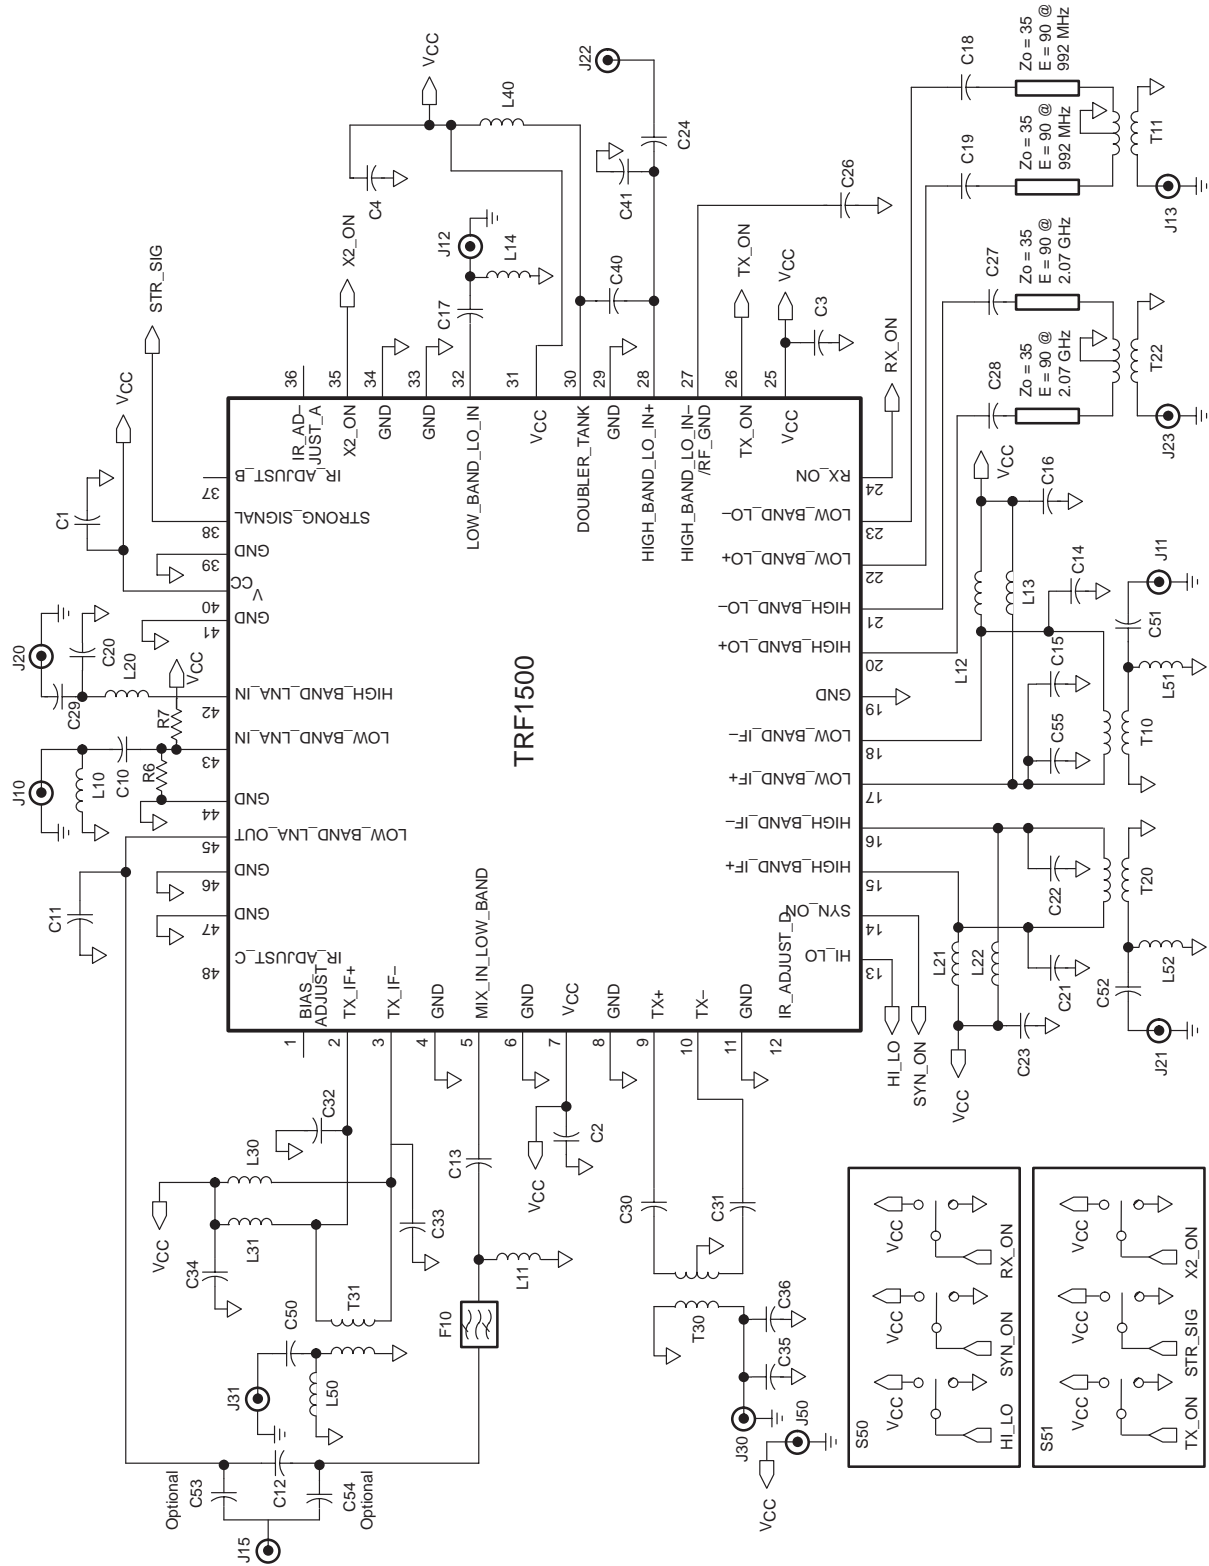 TRF1500
1
BIAS_
ADJUST
2
TX_IF+
3
TX_IF–
4
GND
5
MIX_IN_LOW_BAND
6
GND
7
VCC
8
GND
9
TX+
10
TX–
11
GND
12
IR_ADJUST_D
13
HI_LO
14
SYN_ON
15
HIGH_BAND_IF+
16
HIGH_BAND_IF–
17
LOW_BAND_IF+
18
LOW_BAND_IF–
19
GND
20
HIGH_BAND_LO+
21
HIGH_BAND_LO–
22
LOW_BAND_LO+
23
LOW_BAND_LO–
24
RX_ON
25
VCC
26
TX_ON
27
HIGH_BAND_LO_IN–
/RF_GND
28
HIGH_BAND_LO_IN+
29
GND
30
DOUBLER_TANK
31
VCC
32
LOW_BAND_LO_IN
33
GND
34
GND
35
X2_ON
36
IR_AD–
JUST_A
37
IR_ADJUST_B
38
STRONG_SIGNAL
39
GND
40
VCC
41
GND
42
HIGH_BAND_LNA_IN
43
LOW_BAND_LNA_IN
44
GND
45
LOW_BAND_LNA_OUT
46
GND
47
GND
48
IR_ADJUST_C
STR_SIG
VCC
C1
J20
C20
L20
C29
VCC
R7
J10
L10
C10
R6
C11
VCC
C4
X2_ON
L40
J12
L14
C17
J22
C24
C41
C40
C26
TX_ON
VCC
C3
RX_ON
C18
Zo = 35
E = 90 @
992 MHz
C19
Zo = 35
E = 90 @
992 MHz
T11
J13
C27
Zo = 35
E = 90 @
2.07 GHz
C28
Zo = 35
E = 90 @
2.07 GHz
T22
J23
VCC
C16
L13
L12
C14
C15
C55
J11
C51
L51
T10
C22
T20
L52
C52
J21
L21
L22
C21
C23
VCC
HI_LO
SYN_ON
C32
L30
L31
VCC
C34
C33
T31
C50
L50
J31
C13
L11
F10
VCC
C2
C30
C31
T30
C36
C35
J30
J50
VCC
Optional
C53
C12
C54
Optional
J15
S50
VCC
HI_LO
VCC
SYN_ON
VCC
RX_ON
S51
VCC
TX_ON
VCC
STR_SIG
VCC
X2_ON